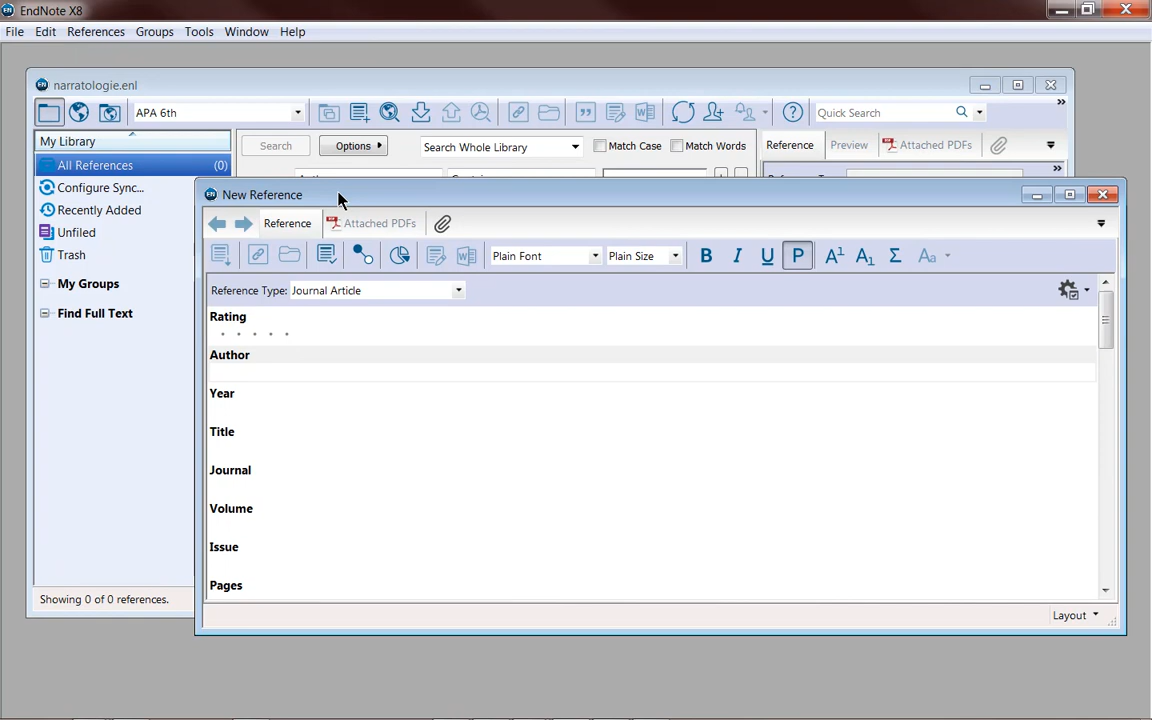 EndNote X8
File Edit References Groups Tools Window Help
narratologie.enl
APA 6th
Quick Search
My Library
Search Options Search Whole Library Match Case Match Words
Reference Preview Attached PDFs
All References (0)
Configure Sync...
Recently Added
Unfiled
Trash
My Groups
Find Full Text
Showing 0 of 0 references.
New Reference
Reference Attached PDFs
Plain Font Plain Size B I U P A¹ A₁ Σ Aa
Reference Type: Journal Article
Rating
Author
Year
Title
Journal
Volume
Issue
Pages
Layout